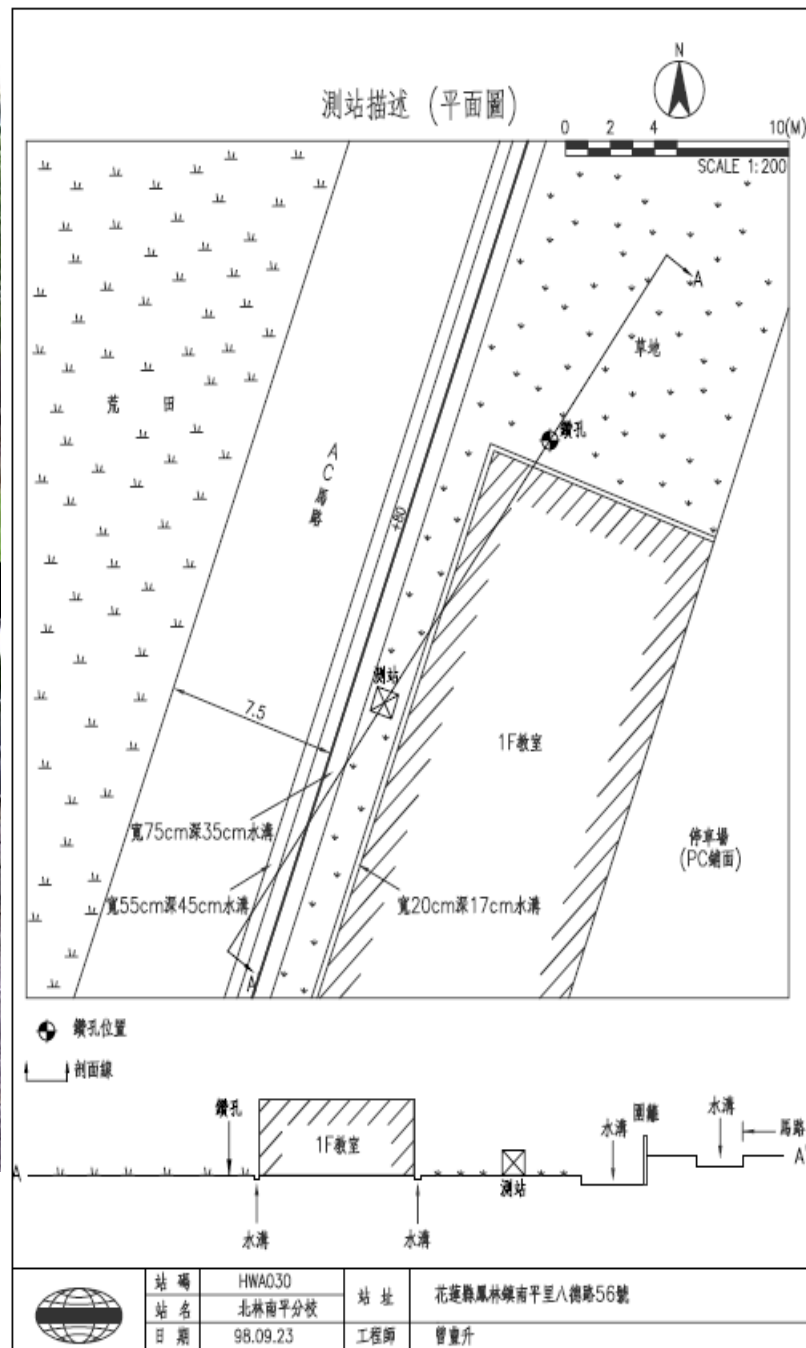 N
測站描述 (平面圖)
0 2 4 10(M)
SCALE 1:200
A
草地
荒 田
鑽孔
AC馬路
+80
測站
7.5
1F教室
寬75cm深35cm水溝
停車場
(PC鋪面)
寬55cm深45cm水溝
寬20cm深17cm水溝
A
鑽孔位置
剖面線
鑽孔
圍籬
水溝
水溝
馬路
1F教室
A
A'
測站
水溝
水溝
站 碼 HWA030
站 址 花蓮縣鳳林鎮南平里八德路56號
站 名 北林南平分校
日 期 98.09.23
工程師